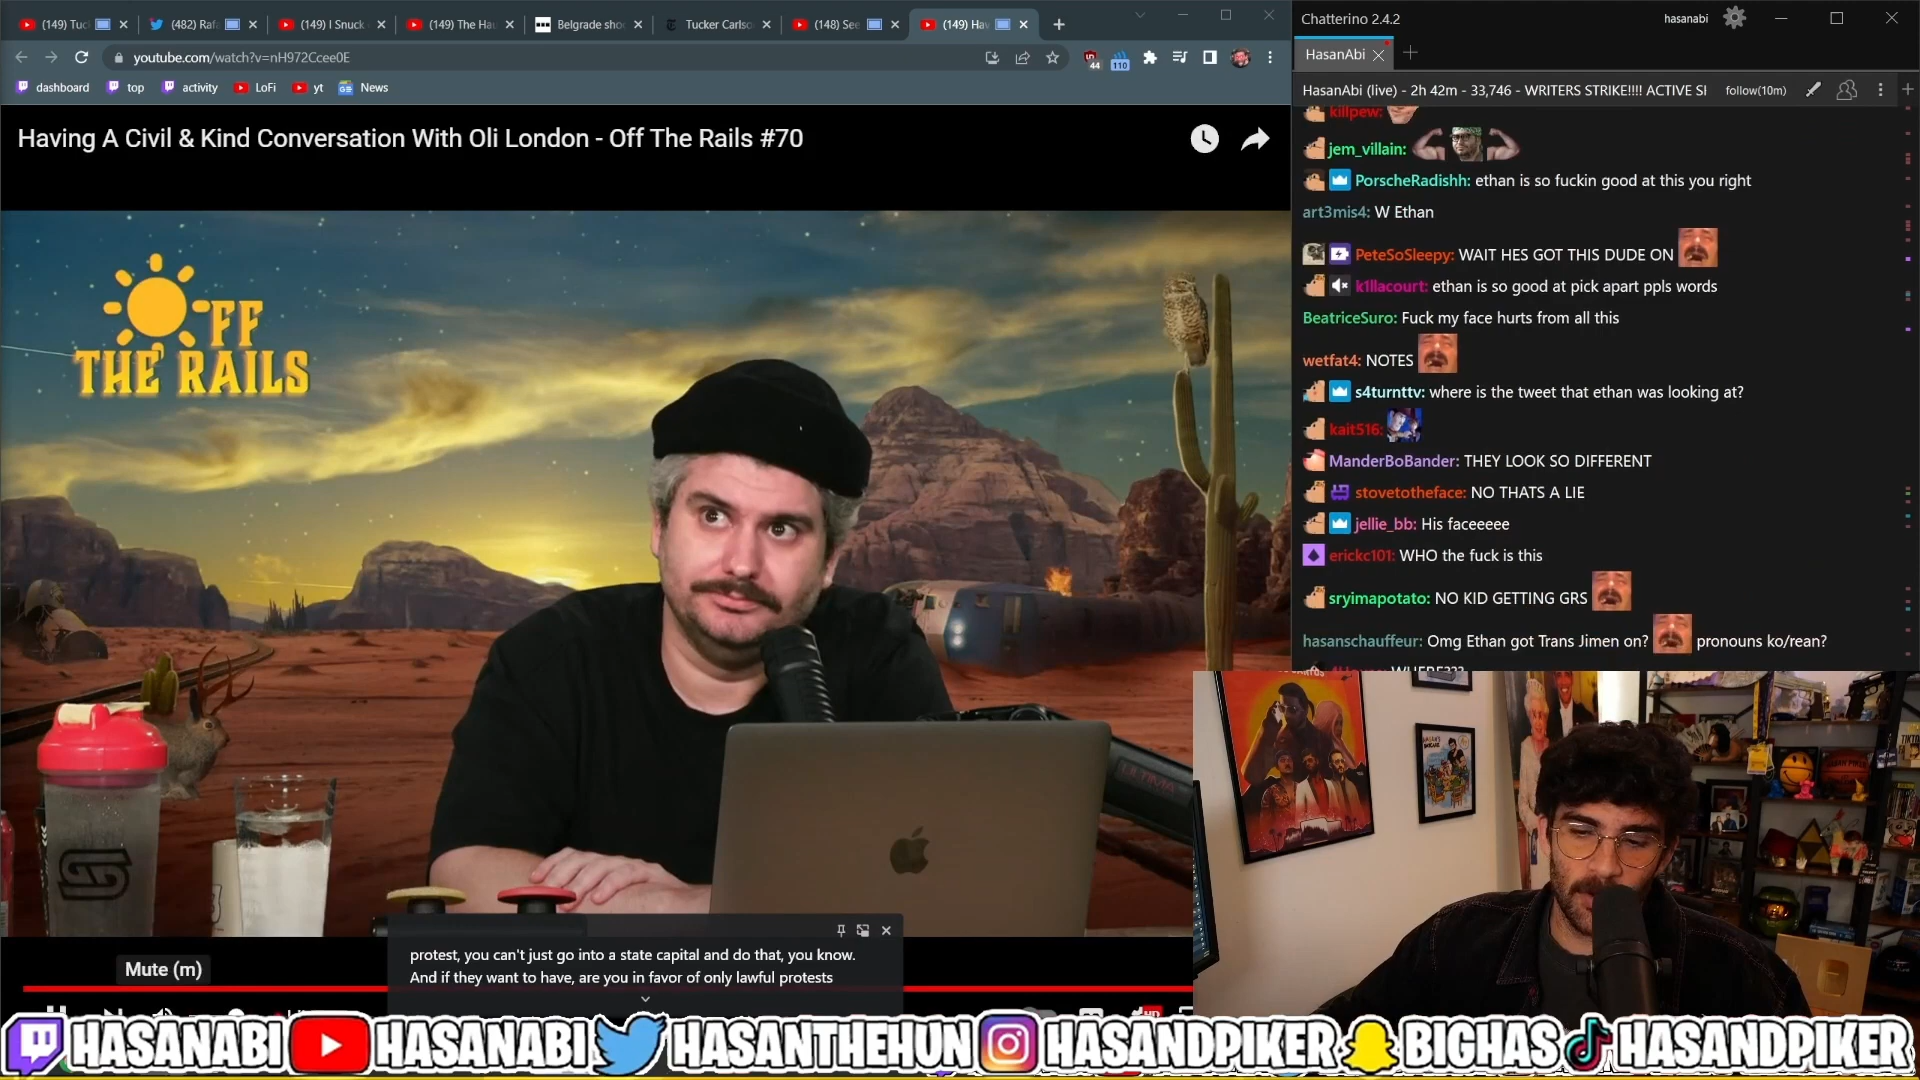 (149) Tuc
(482) Rafa
(149) I Snuck
(149) The Hau
Belgrade shoo
Tucker Carlso
(148) See
(149) Hav
youtube.com/watch?v=nH972Ccee0E
44
110
dashboard
top
activity
LoFi
yt
News
Having A Civil & Kind Conversation With Oli London - Off The Rails #70
OFF
THE RAILS
Mute (m)
protest, you can't just go into a state capital and do that, you know.
And if they want to have, are you in favor of only lawful protests
HD
Chatterino 2.4.2
hasanabi
HasanAbi
HasanAbi (live) - 2h 42m - 33,746 - WRITERS STRIKE!!!! ACTIVE SI
follow(10m)
killpew:
jem_villain:
PorscheRadishh: ethan is so fuckin good at this you right
art3mis4: W Ethan
PeteSoSleepy: WAIT HES GOT THIS DUDE ON
k1llacourt: ethan is so good at pick apart ppls words
BeatriceSuro: Fuck my face hurts from all this
wetfat4: NOTES
s4turnttv: where is the tweet that ethan was looking at?
kait516:
ManderBoBander: THEY LOOK SO DIFFERENT
stovetotheface: NO THATS A LIE
jellie_bb: His faceeeee
erickc101: WHO the fuck is this
sryimapotato: NO KID GETTING GRS
hasanschauffeur: Omg Ethan got Trans Jimen on? pronouns ko/rean?
WHERE???
HASANABI
HASANABI
HASANTHEHUN
HASANDPIKER
BIGHAS
HASANDPIKER